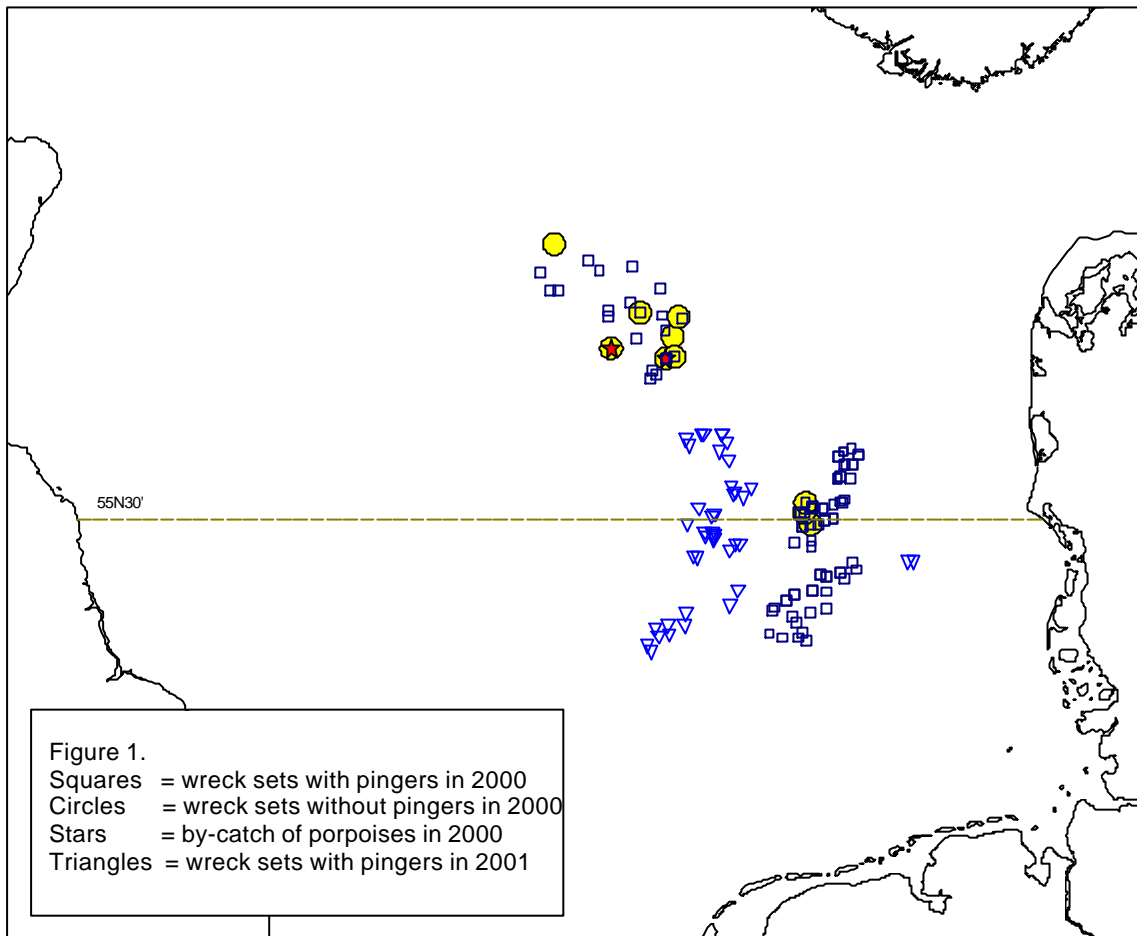 55N30'
Figure 1.
Squares = wreck sets with pingers in 2000
Circles = wreck sets without pingers in 2000
Stars = by-catch of porpoises in 2000
Triangles = wreck sets with pingers in 2001